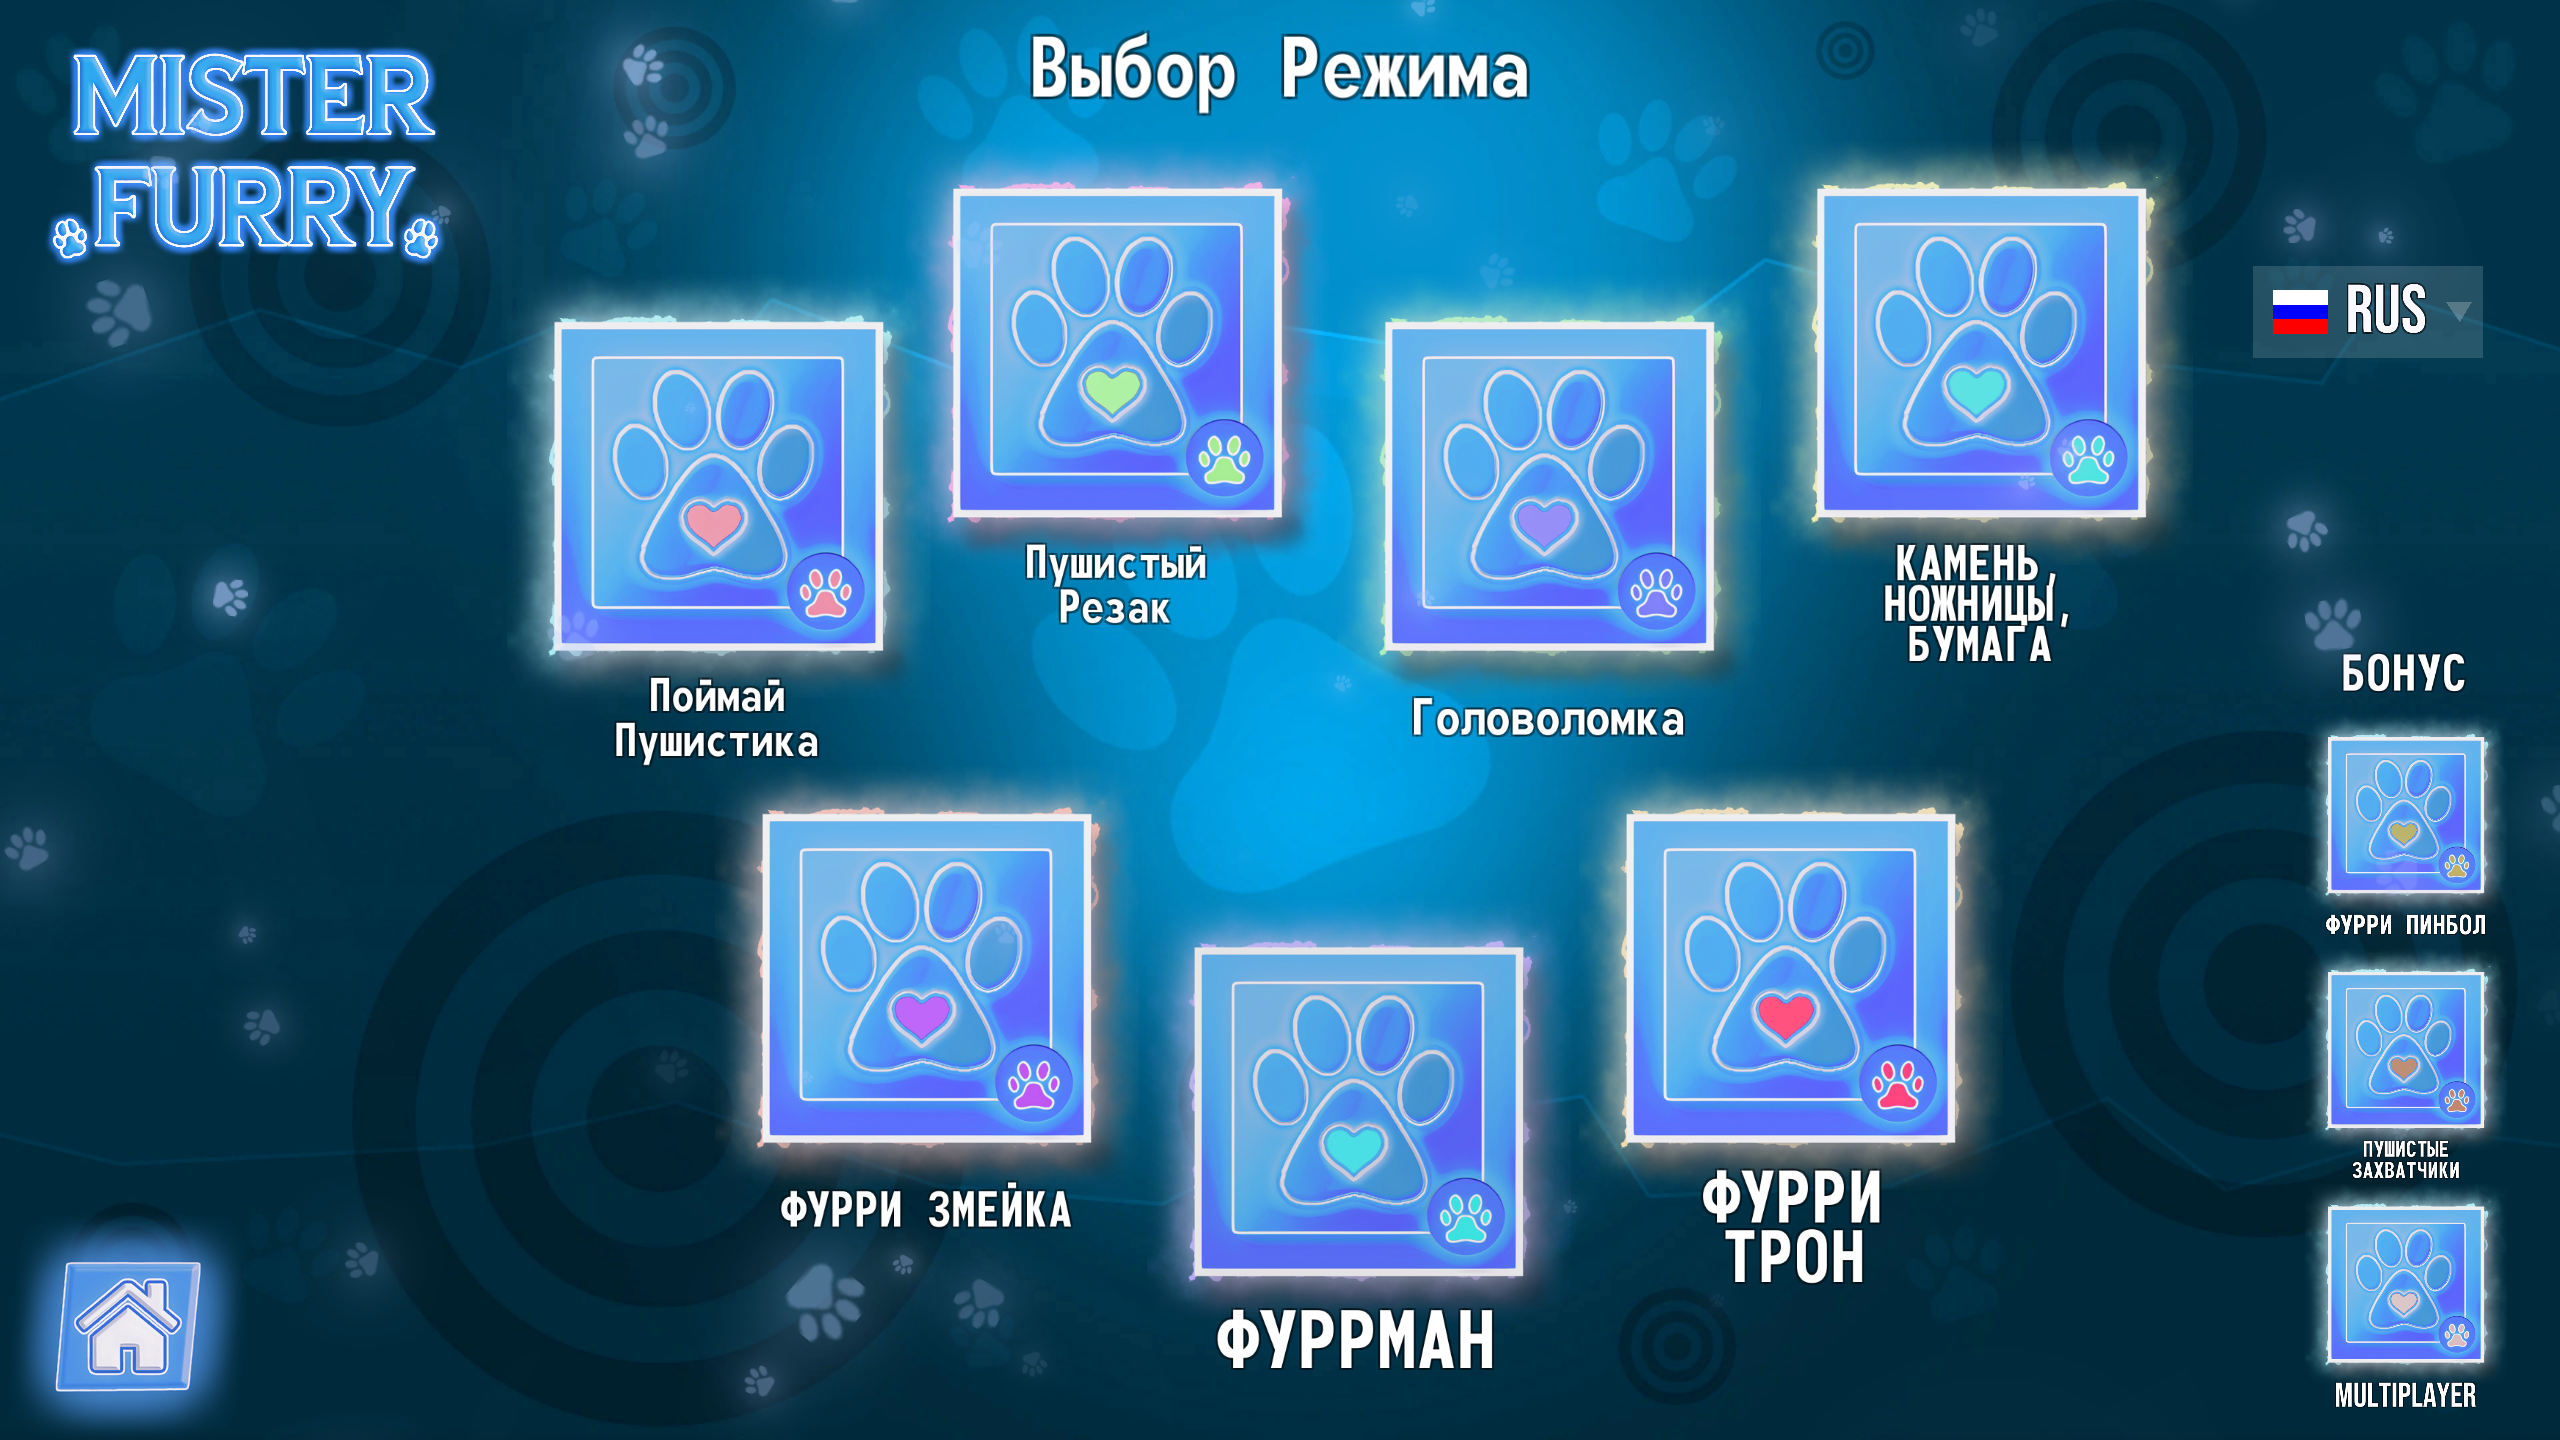 MISTER
FURRY
Выбор Режима
RUS
Поймай
Пушистика
Пушистый
Резак
Головоломка
КАМЕНЬ,
НОЖНИЦЫ,
БУМАГА
ФУРРИ ЗМЕЙКА
ФУРРМАН
ФУРРИ
ТРОН
БОНУС
ФУРРИ ПИНБОЛ
ПУШИСТЫЕ
ЗАХВАТЧИКИ
MULTIPLAYER